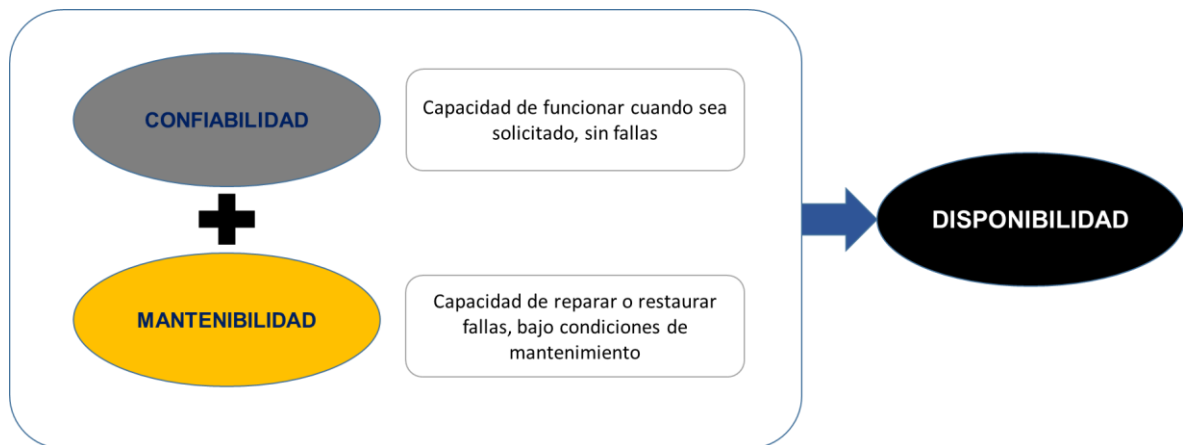 CONFIABILIDAD
Capacidad de funcionar cuando sea
solicitado, sin fallas
MANTENIBILIDAD
Capacidad de reparar o restaurar
fallas, bajo condiciones de
mantenimiento
DISPONIBILIDAD